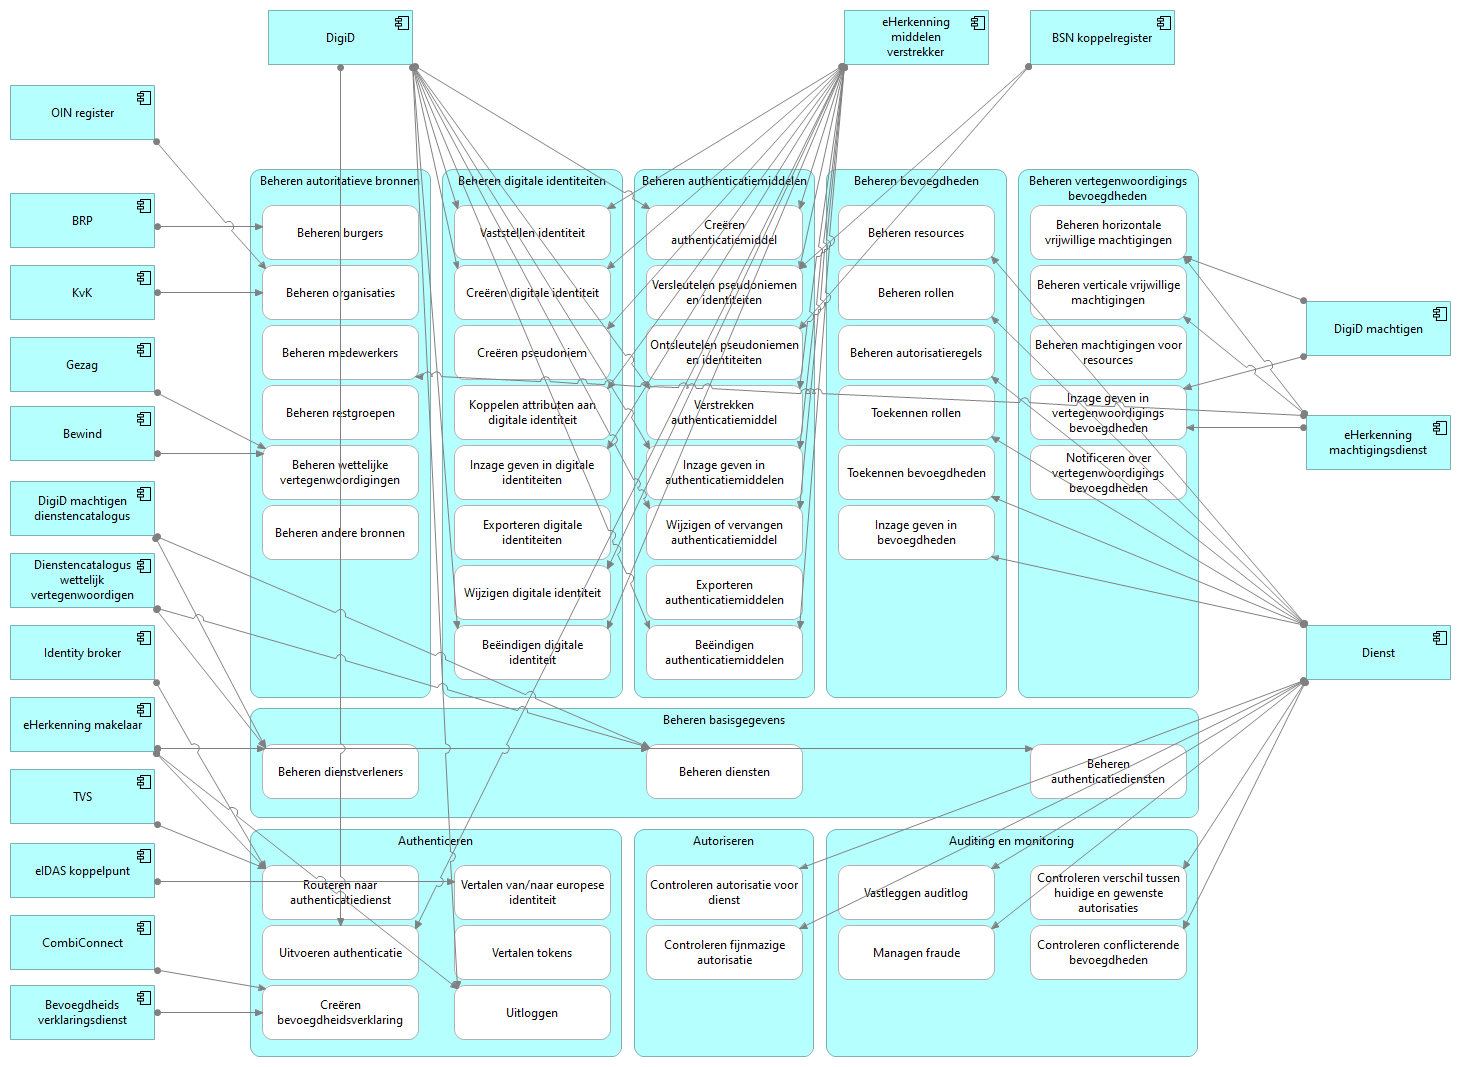 DigiD
eHerkenning
middelen
verstrekker
BSN koppelregister
OIN register
BRP
KvK
Gezag
Bewind
DigiD machtigen
dienstencatalogus
Dienstencatalogus
wettelijk
vertegenwoordigen
Identity broker
eHerkenning makelaar
TVS
eIDAS koppelpunt
CombiConnect
Bevoegdheids
verklaringsdienst
Beheren autoritatieve bronnen
Beheren burgers
Beheren organisaties
Beheren medewerkers
Beheren restgroepen
Beheren wettelijke
vertegenwoordigingen
Beheren andere bronnen
Beheren digitale identiteiten
Vaststellen identiteit
Creëren digitale identiteit
Creëren pseudoniem
Koppelen attributen aan
digitale identiteit
Inzage geven in digitale
identiteiten
Exporteren digitale
identiteiten
Wijzigen digitale identiteit
Beëindigen digitale
identiteit
Beheren authenticatiemiddelen
Creëren
authenticatiemiddel
Versleutelen pseudoniemen
en identiteiten
Ontsleutelen pseudoniemen
en identiteiten
Verstrekken
authenticatiemiddel
Inzage geven in
authenticatiemiddelen
Wijzigen of vervangen
authenticatiemiddel
Exporteren
authenticatiemiddelen
Beëindigen
authenticatiemiddelen
Beheren bevoegdheden
Beheren resources
Beheren rollen
Beheren autorisatieregels
Toekennen rollen
Toekennen bevoegdheden
Inzage geven in
bevoegdheden
Beheren vertegenwoordigings
bevoegdheden
Beheren horizontale
vrijwillige machtigingen
Beheren verticale vrijwillige
machtigingen
Beheren machtigingen voor
resources
Inzage geven in
vertegenwoordigings
bevoegdheden
Notificeren over
vertegenwoordigings
bevoegdheden
DigiD machtigen
eHerkenning
machtigingsdienst
Dienst
Beheren basisgegevens
Beheren dienstverleners
Beheren diensten
Beheren
authenticatiediensten
Authenticeren
Routeren naar
authenticatiedienst
Vertalen van/naar europese
identiteit
Uitvoeren authenticatie
Vertalen tokens
Creëren
bevoegdheidsverklaring
Uitloggen
Autoriseren
Controleren autorisatie voor
dienst
Controleren fijnmazige
autorisatie
Auditing en monitoring
Vastleggen auditlog
Controleren verschil tussen
huidige en gewenste
autorisaties
Managen fraude
Controleren conflicterende
bevoegdheden